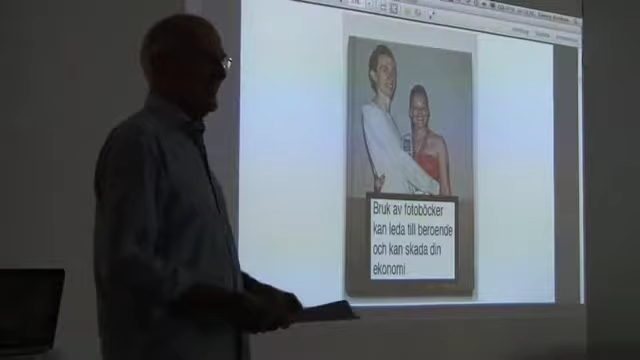 Bruk av fotoböcker
kan leda till beroende
och kan skada din
ekonomi